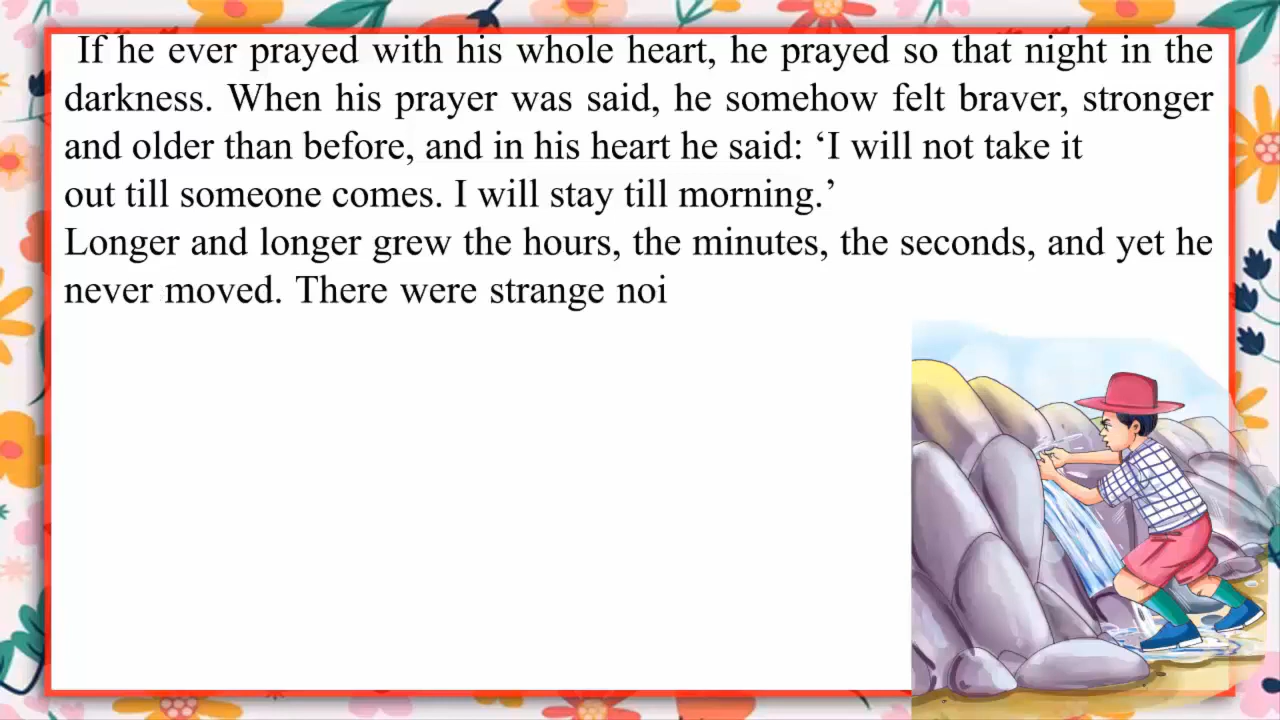 If he ever prayed with his whole heart, he prayed so that night in the
darkness. When his prayer was said, he somehow felt braver, stronger
and older than before, and in his heart he said: ‘I will not take it
out till someone comes. I will stay till morning.’
Longer and longer grew the hours, the minutes, the seconds, and yet he
never moved. There were strange noi